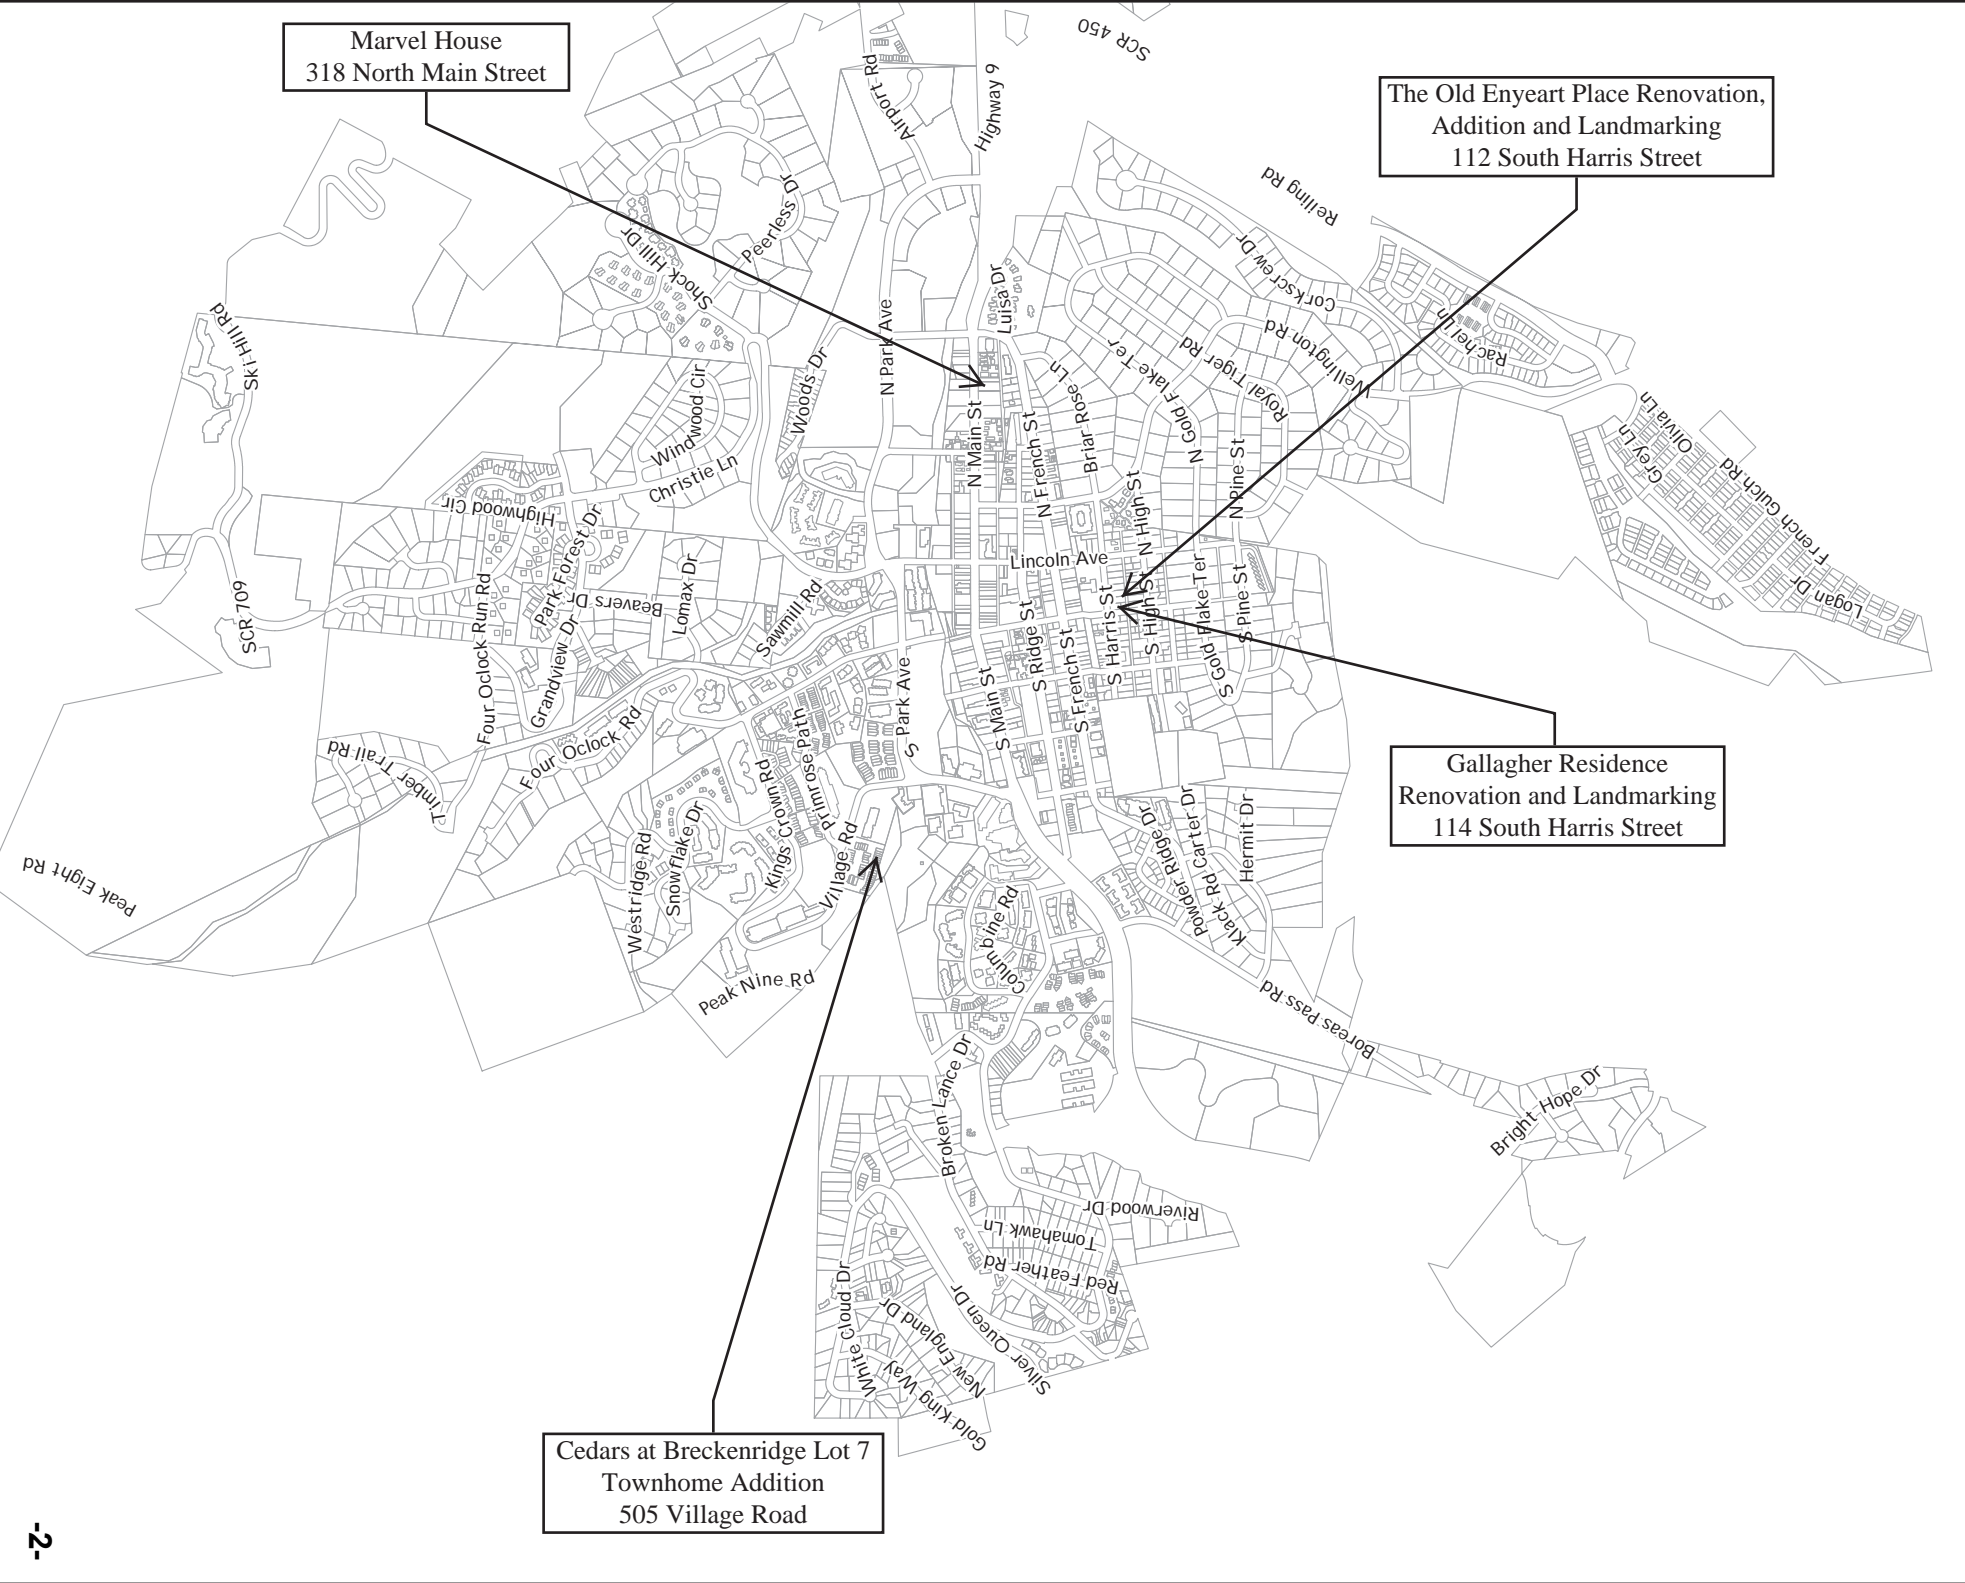 Marvel House
318 North Main Street
The Old Enyeart Place Renovation,
Addition and Landmarking
112 South Harris Street
Gallagher Residence
Renovation and Landmarking
114 South Harris Street
Cedars at Breckenridge Lot 7
Townhome Addition
505 Village Road
SCR 450
Airport Rd
Highway 9
Reiling Rd
Peerless Dr
Shock Hill Dr
Corkscrew Dr
Luisa Dr
N Park Ave
Ski Hill Rd
Woods Dr
Windwood Cir
Christie Ln
Wellington Rd
Royal Tiger Rd
N Gold Flake Ter
Rachel Ln
Briar Rose Ln
N Main St
N French St
N High St
N Pine St
Grey Ln
Olivia Ln
French Gulch Rd
Logan Dr
Highwood Cir
Park Forest Dr
Lincoln Ave
SCR 709
Four Oclock Run Rd
Beavers Dr
Lomax Dr
Sawmill Rd
Grandview Dr
S Ridge St
S French St
S Harris St
S High St
S Gold Flake Ter
S Pine St
S Main St
S Park Ave
Four Oclock Rd
Timber Trail Rd
Primrose Path
Kings Crown Rd
Village Rd
Snowflake Dr
Westridge Rd
Peak Eight Rd
Peak Nine Rd
Powder Ridge Dr
Carter Dr
Klack Rd
Hermit Dr
Columbine Rd
Boreas Pass Rd
Bright Hope Dr
Broken Lance Dr
Riverwood Dr
Tomahawk Ln
Red Feather Rd
White Cloud Dr
New England Dr
Silver Queen Dr
Gold King Way
-2-